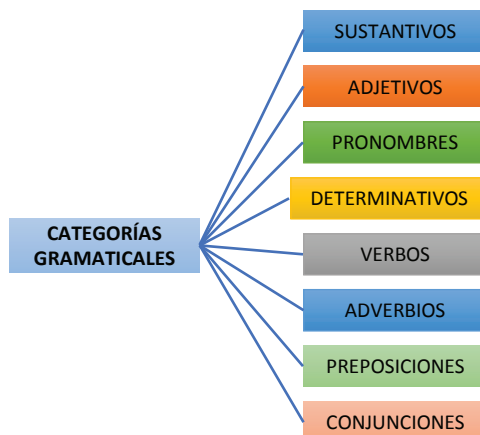 CATEGORÍAS
GRAMATICALES
SUSTANTIVOS
ADJETIVOS
PRONOMBRES
DETERMINATIVOS
VERBOS
ADVERBIOS
PREPOSICIONES
CONJUNCIONES